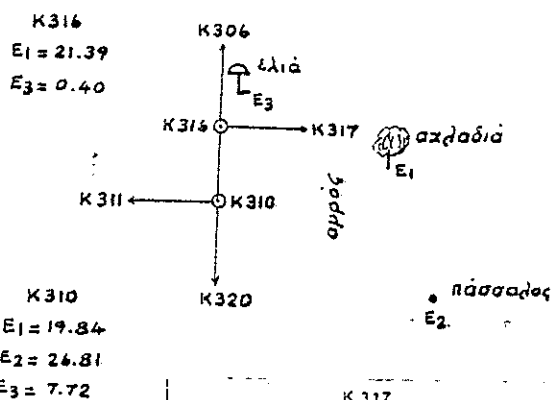 K316
E1 = 21.39
E3 = 0.40
K306
ελιά
E3
K316
K317
αχλαδιά
E1
K311
K310
K320
πάσσαλος
E2
K310
E1 = 19.84
E2 = 26.81
E3 = 7.72
K317